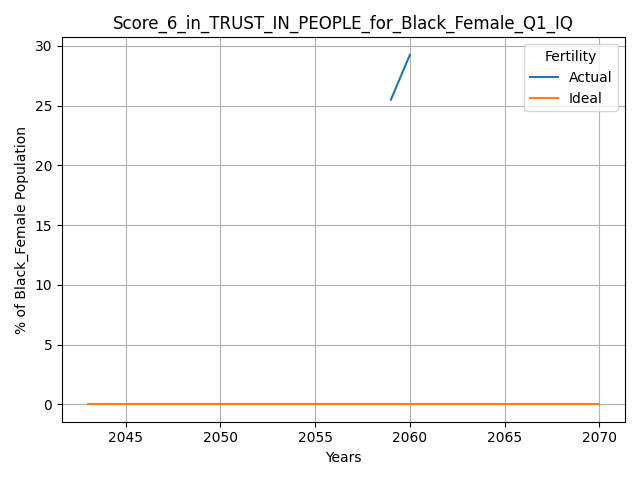 Score_6_in_TRUST_IN_PEOPLE_for_Black_Female_Q1_IQ
% of Black_Female Population
30
25
20
15
10
5
0
Fertility
Actual
Ideal
2045 2050 2055 2060 2065 2070
Years